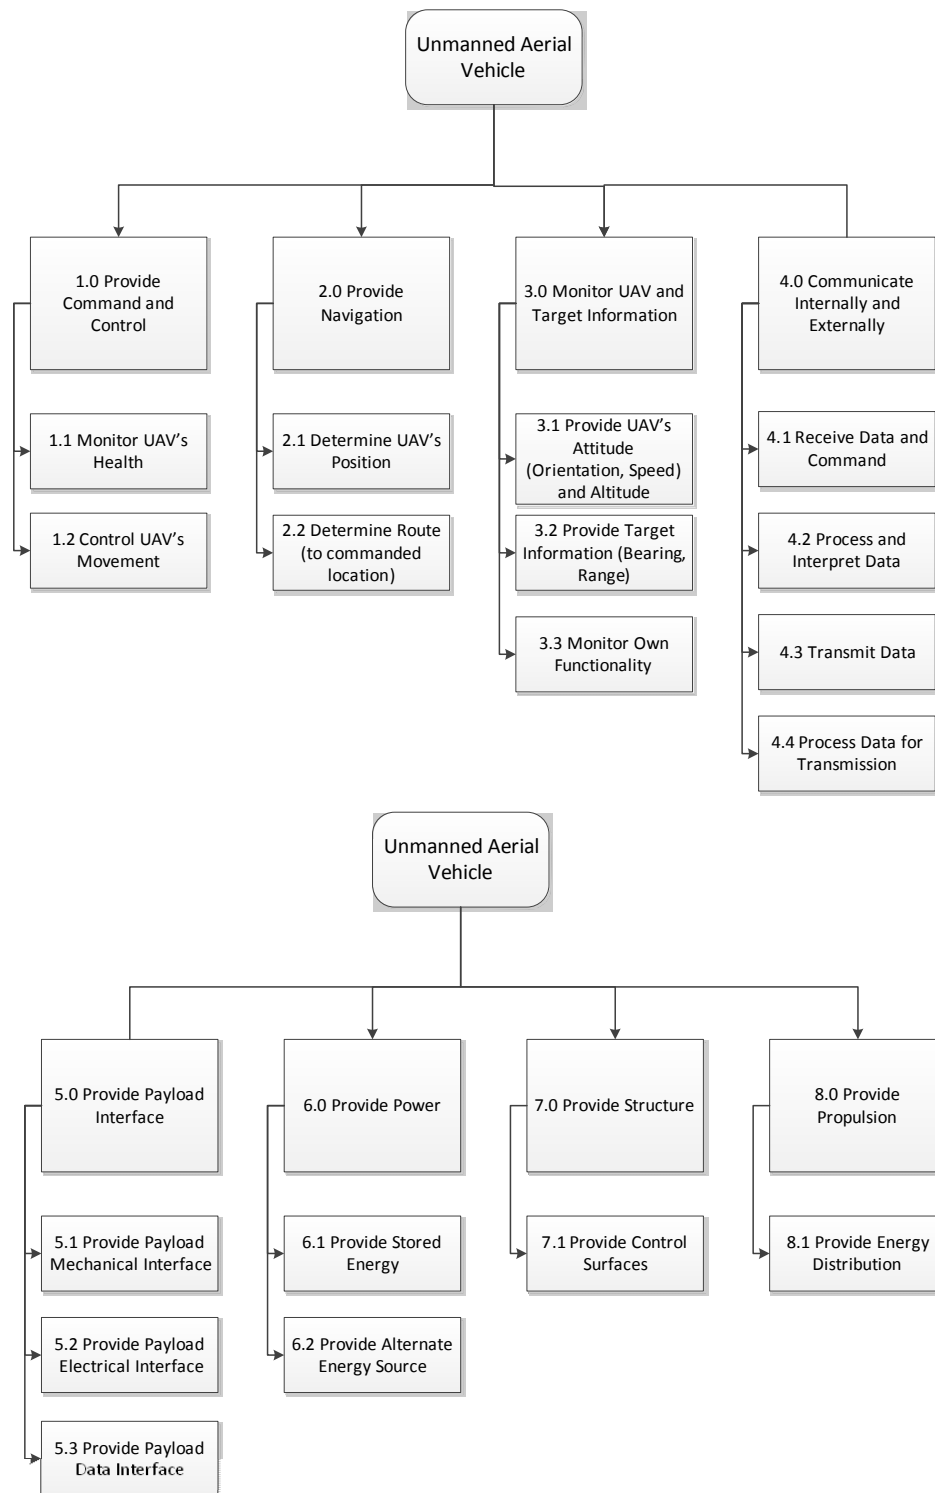 Unmanned Aerial
Vehicle
1.0 Provide
Command and
Control
2.0 Provide
Navigation
3.0 Monitor UAV and
Target Information
4.0 Communicate
Internally and
Externally
1.1 Monitor UAV’s
Health
2.1 Determine UAV’s
Position
3.1 Provide UAV’s
Attitude
(Orientation, Speed)
and Altitude
4.1 Receive Data and
Command
1.2 Control UAV’s
Movement
2.2 Determine Route
(to commanded
location)
3.2 Provide Target
Information (Bearing,
Range)
4.2 Process and
Interpret Data
3.3 Monitor Own
Functionality
4.3 Transmit Data
4.4 Process Data for
Transmission
Unmanned Aerial
Vehicle
5.0 Provide Payload
Interface
6.0 Provide Power
7.0 Provide Structure
8.0 Provide
Propulsion
5.1 Provide Payload
Mechanical Interface
6.1 Provide Stored
Energy
7.1 Provide Control
Surfaces
8.1 Provide Energy
Distribution
5.2 Provide Payload
Electrical Interface
6.2 Provide Alternate
Energy Source
5.3 Provide Payload
Data Interface